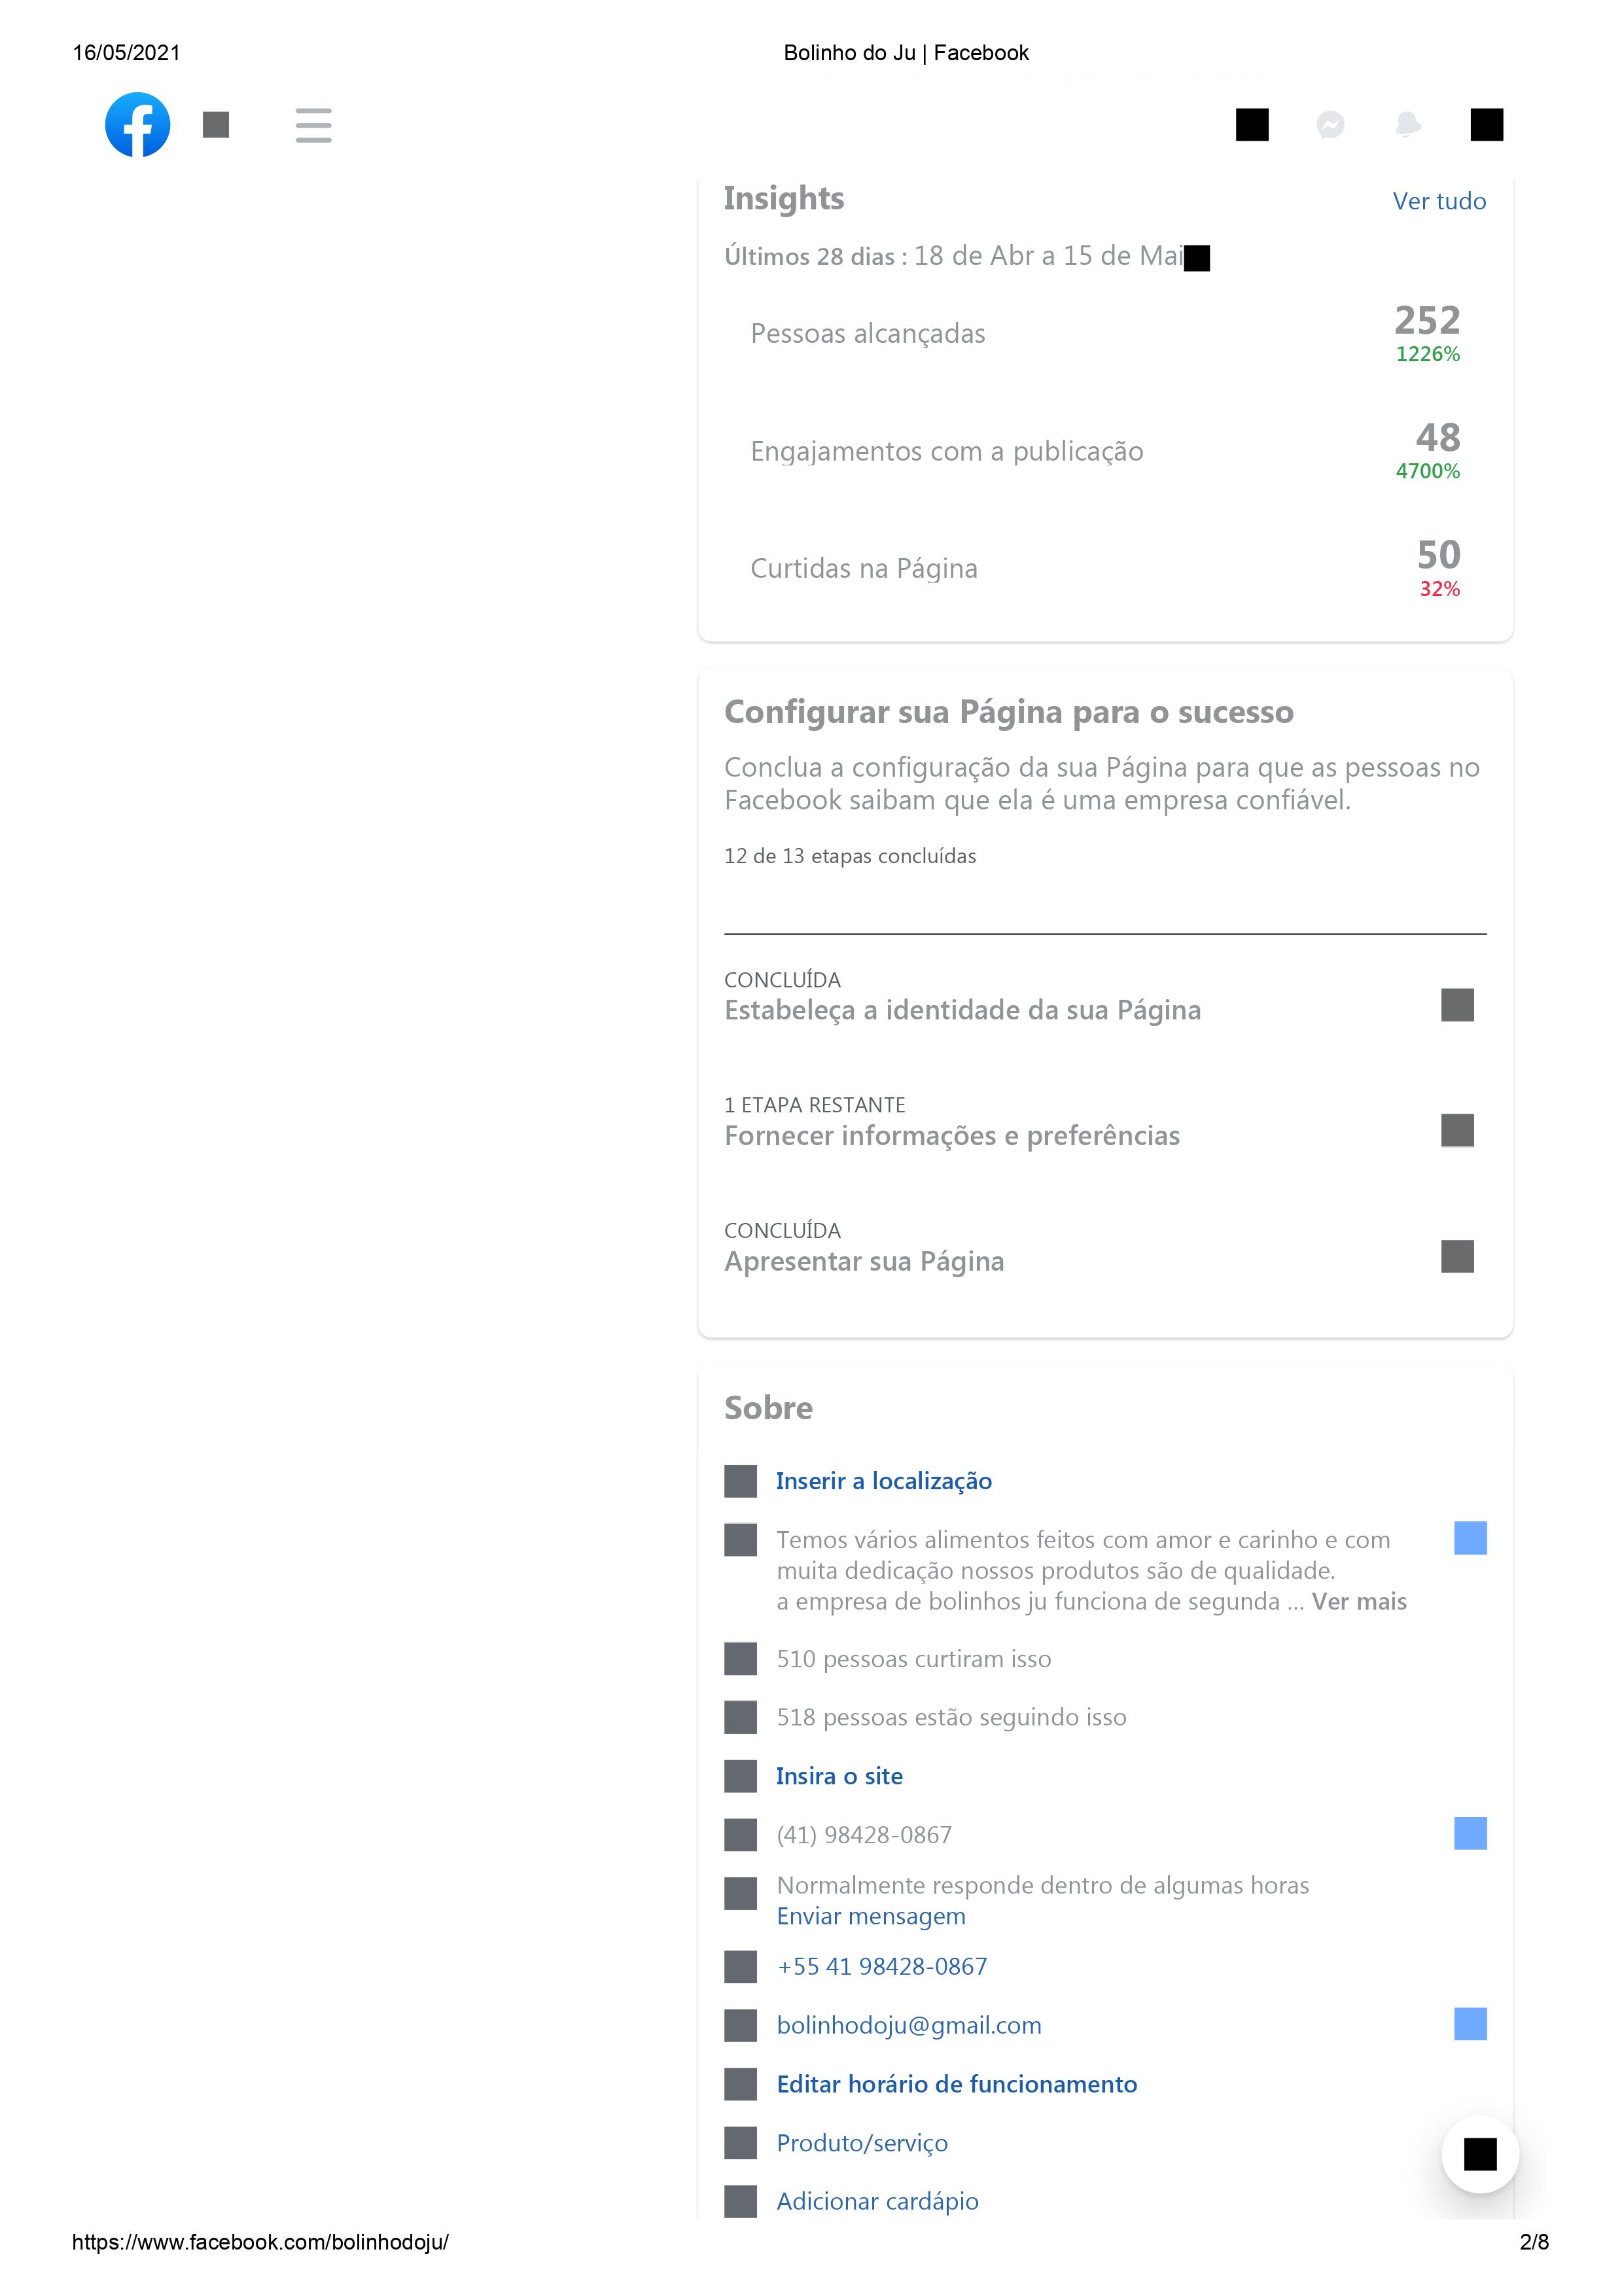 16/05/2021
Bolinho do Ju | Facebook
Insights
Ver tudo
Últimos 28 dias : 18 de Abr a 15 de Mai
Pessoas alcançadas
252
1226%
Engajamentos com a publicação
48
4700%
Curtidas na Página
50
32%
Configurar sua Página para o sucesso
Conclua a configuração da sua Página para que as pessoas no
Facebook saibam que ela é uma empresa confiável.
12 de 13 etapas concluídas
CONCLUÍDA
Estabeleça a identidade da sua Página
1 ETAPA RESTANTE
Fornecer informações e preferências
CONCLUÍDA
Apresentar sua Página
Sobre
Inserir a localização
Temos vários alimentos feitos com amor e carinho e com
muita dedicação nossos produtos são de qualidade.
a empresa de bolinhos ju funciona de segunda ... Ver mais
510 pessoas curtiram isso
518 pessoas estão seguindo isso
Insira o site
(41) 98428-0867
Normalmente responde dentro de algumas horas
Enviar mensagem
+55 41 98428-0867
bolinhodoju@gmail.com
Editar horário de funcionamento
Produto/serviço
Adicionar cardápio
https://www.facebook.com/bolinhodoju/
2/8